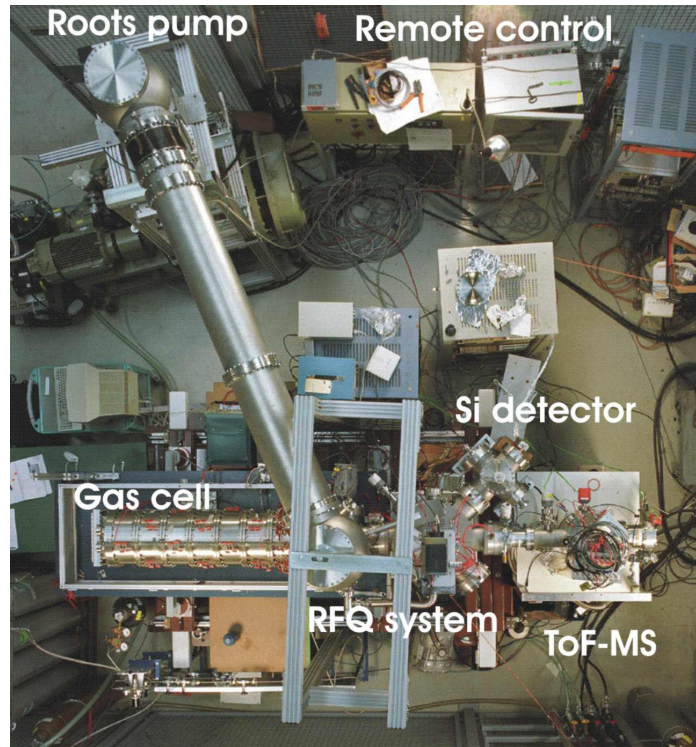 Roots pump
Remote control
Si detector
Gas cell
RFQ system
ToF-MS